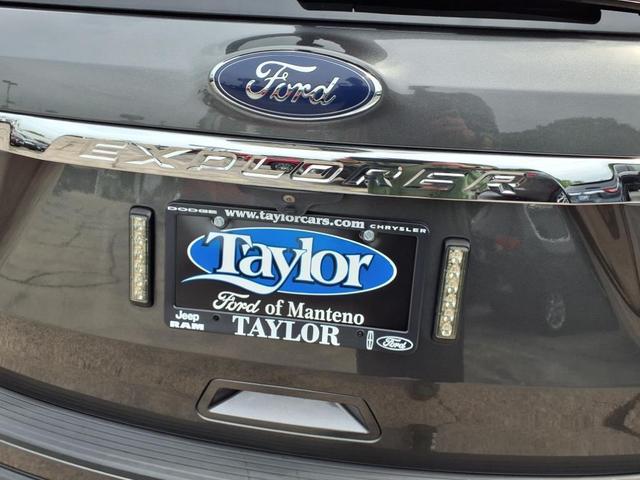 Ford
EXPLORER
DODGE www.taylorcars.com CHRYSLER
Taylor
Ford of Manteno
Jeep
RAM TAYLOR Ford